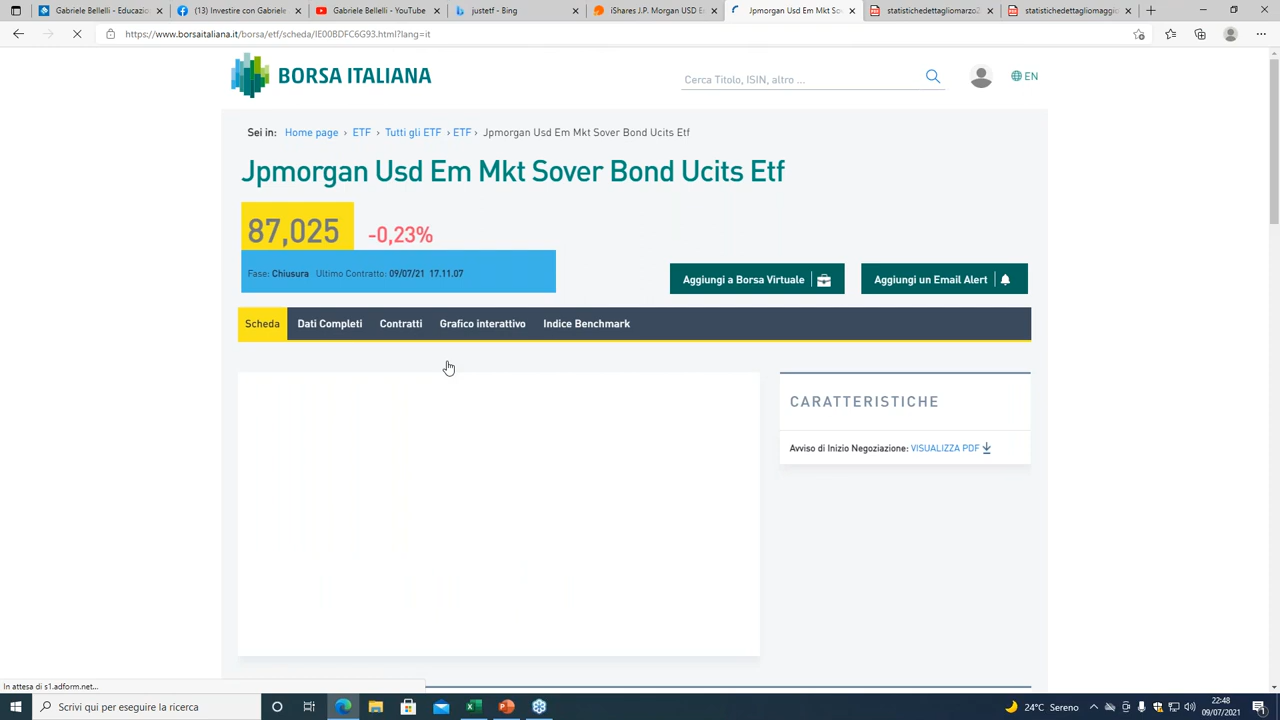 Gabriele Bellelli - Educazio
(13) Investire con
Gabriele Bellelli - YouTube
justetf - Bing
iShares J.P. Morgan USD EM
Jpmorgan Usd Em Mkt So
statistichedettagliomarzo
statistichedettagliomaggio
https://www.borsaitaliana.it/borsa/etf/scheda/IE00BDFC6G93.html?lang=it
BORSA ITALIANA
Cerca Titolo, ISIN, altro ...
EN
Sei in: Home page › ETF › Tutti gli ETF › ETF › Jpmorgan Usd Em Mkt Sover Bond Ucits Etf
Jpmorgan Usd Em Mkt Sover Bond Ucits Etf
87,025 -0,23%
Fase: Chiusura Ultimo Contratto: 09/07/21 17.11.07
Aggiungi a Borsa Virtuale
Aggiungi un Email Alert
Scheda Dati Completi Contratti Grafico interattivo Indice Benchmark
CARATTERISTICHE
Avviso di Inizio Negoziazione: VISUALIZZA PDF
In attesa di s1.adform.net...
Scrivi qui per eseguire la ricerca
24°C Sereno
22:48
09/07/2021